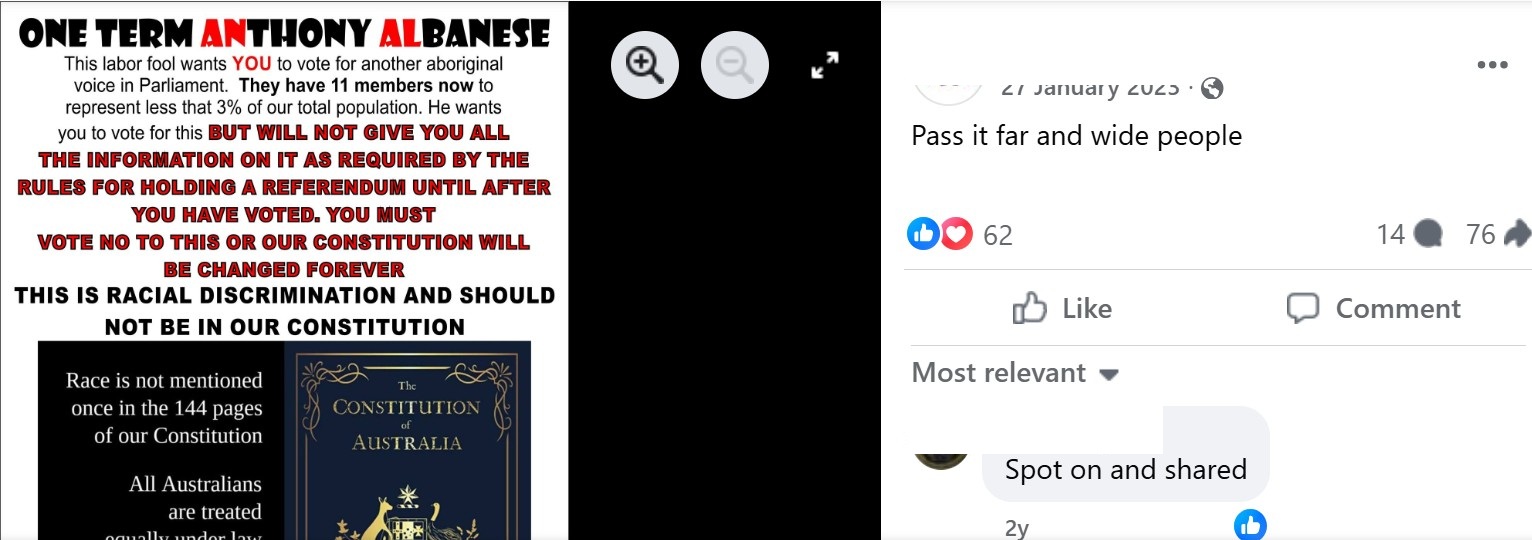 ONE TERM ANTHONY ALBANESE
This labor fool wants YOU to vote for another aboriginal
voice in Parliament. They have 11 members now to
represent less that 3% of our total population. He wants
you to vote for this BUT WILL NOT GIVE YOU ALL
THE INFORMATION ON IT AS REQUIRED BY THE
RULES FOR HOLDING A REFERENDUM UNTIL AFTER
YOU HAVE VOTED. YOU MUST
VOTE NO TO THIS OR OUR CONSTITUTION WILL
BE CHANGED FOREVER
THIS IS RACIAL DISCRIMINATION AND SHOULD
NOT BE IN OUR CONSTITUTION
Race is not mentioned
once in the 144 pages
of our Constitution
All Australians
are treated
equally under law
The
CONSTITUTION
of
AUSTRALIA
27 January 2023 ·
Pass it far and wide people
62
14
76
Like
Comment
Most relevant
Spot on and shared
2y